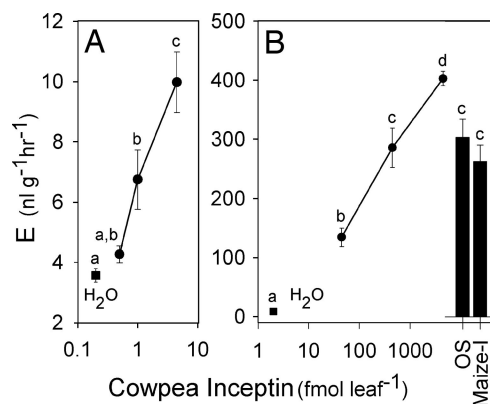 A
B
E (nl g⁻¹hr⁻¹)
12
10
8
6
4
2
c
b
a,b
a
H₂O
0.1
1
10
500
400
300
200
100
0
d
c
b
a
H₂O
c
c
1
10
100
1000
OS
Maize-I
Cowpea Inceptin (fmol leaf⁻¹)